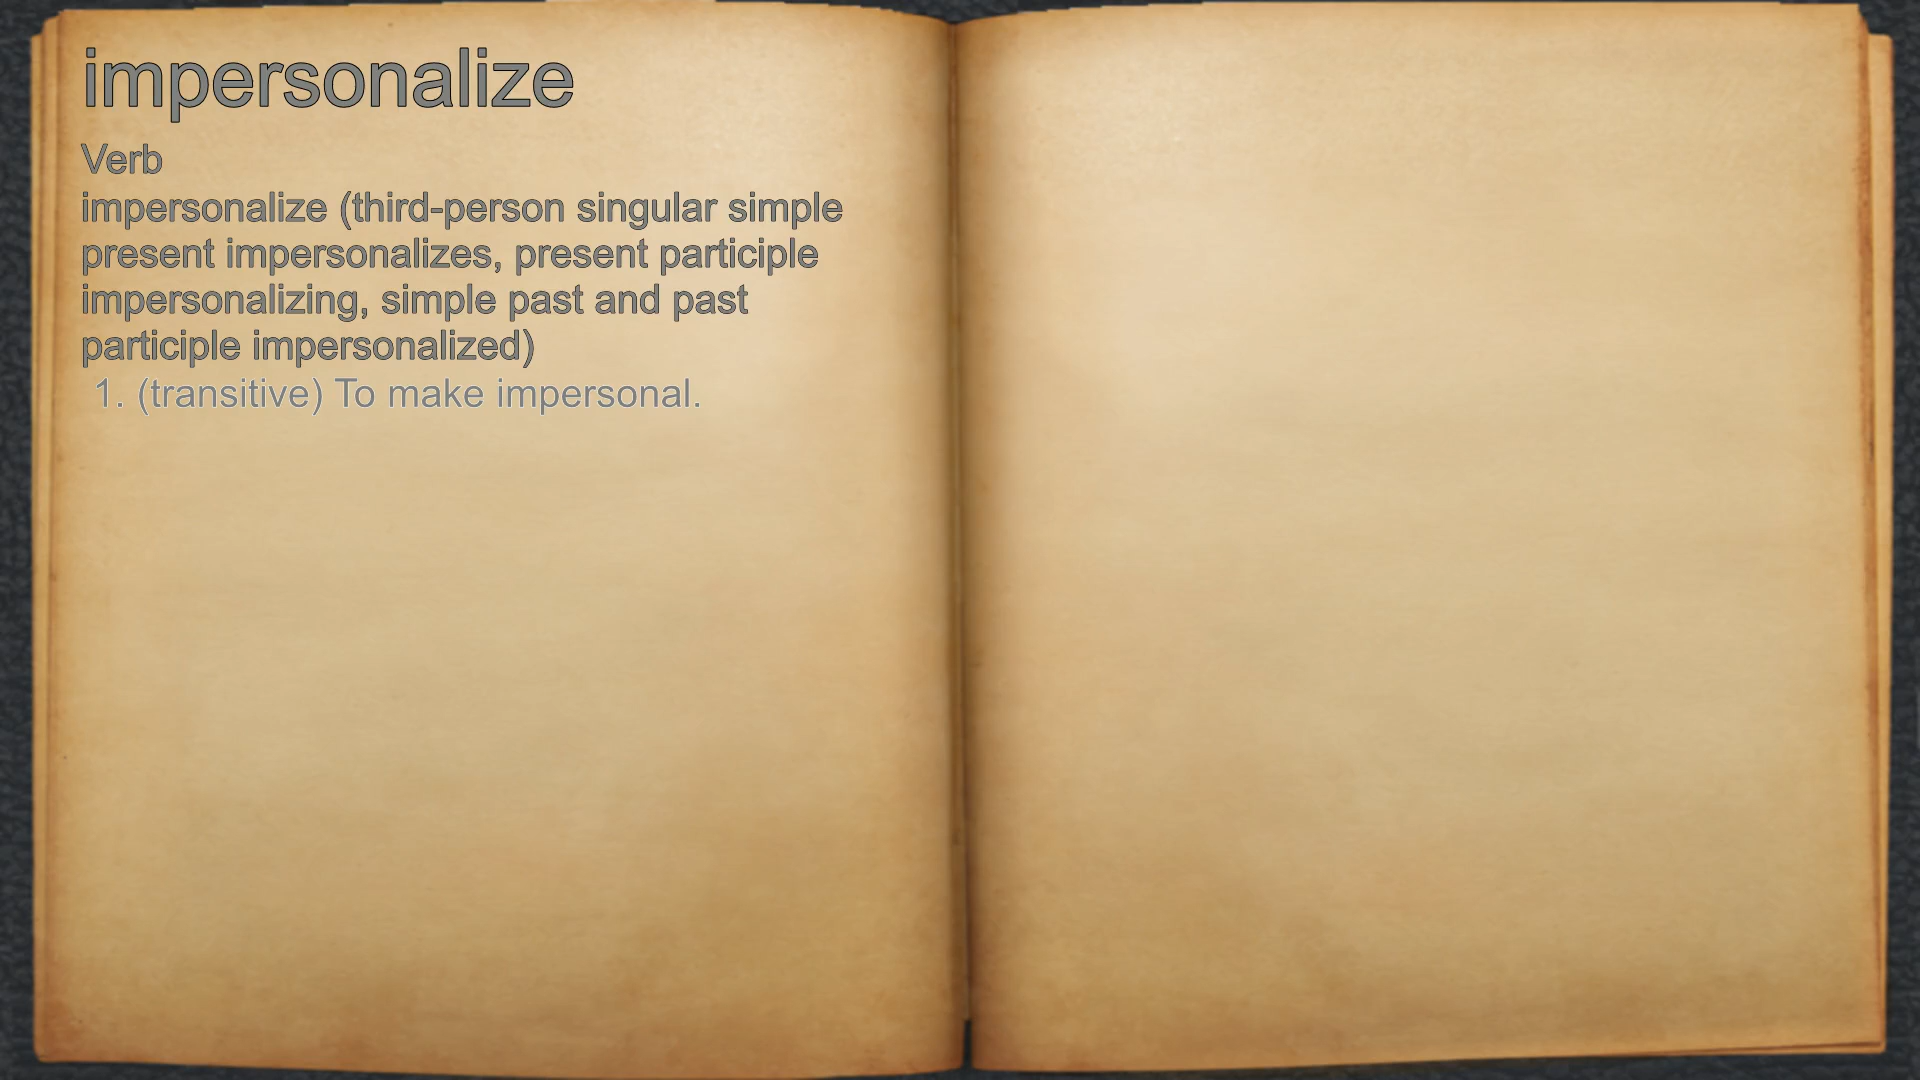 impersonalize
Verb
impersonalize (third-person singular simple
present impersonalizes, present participle
impersonalizing, simple past and past
participle impersonalized)
1. (transitive) To make impersonal.